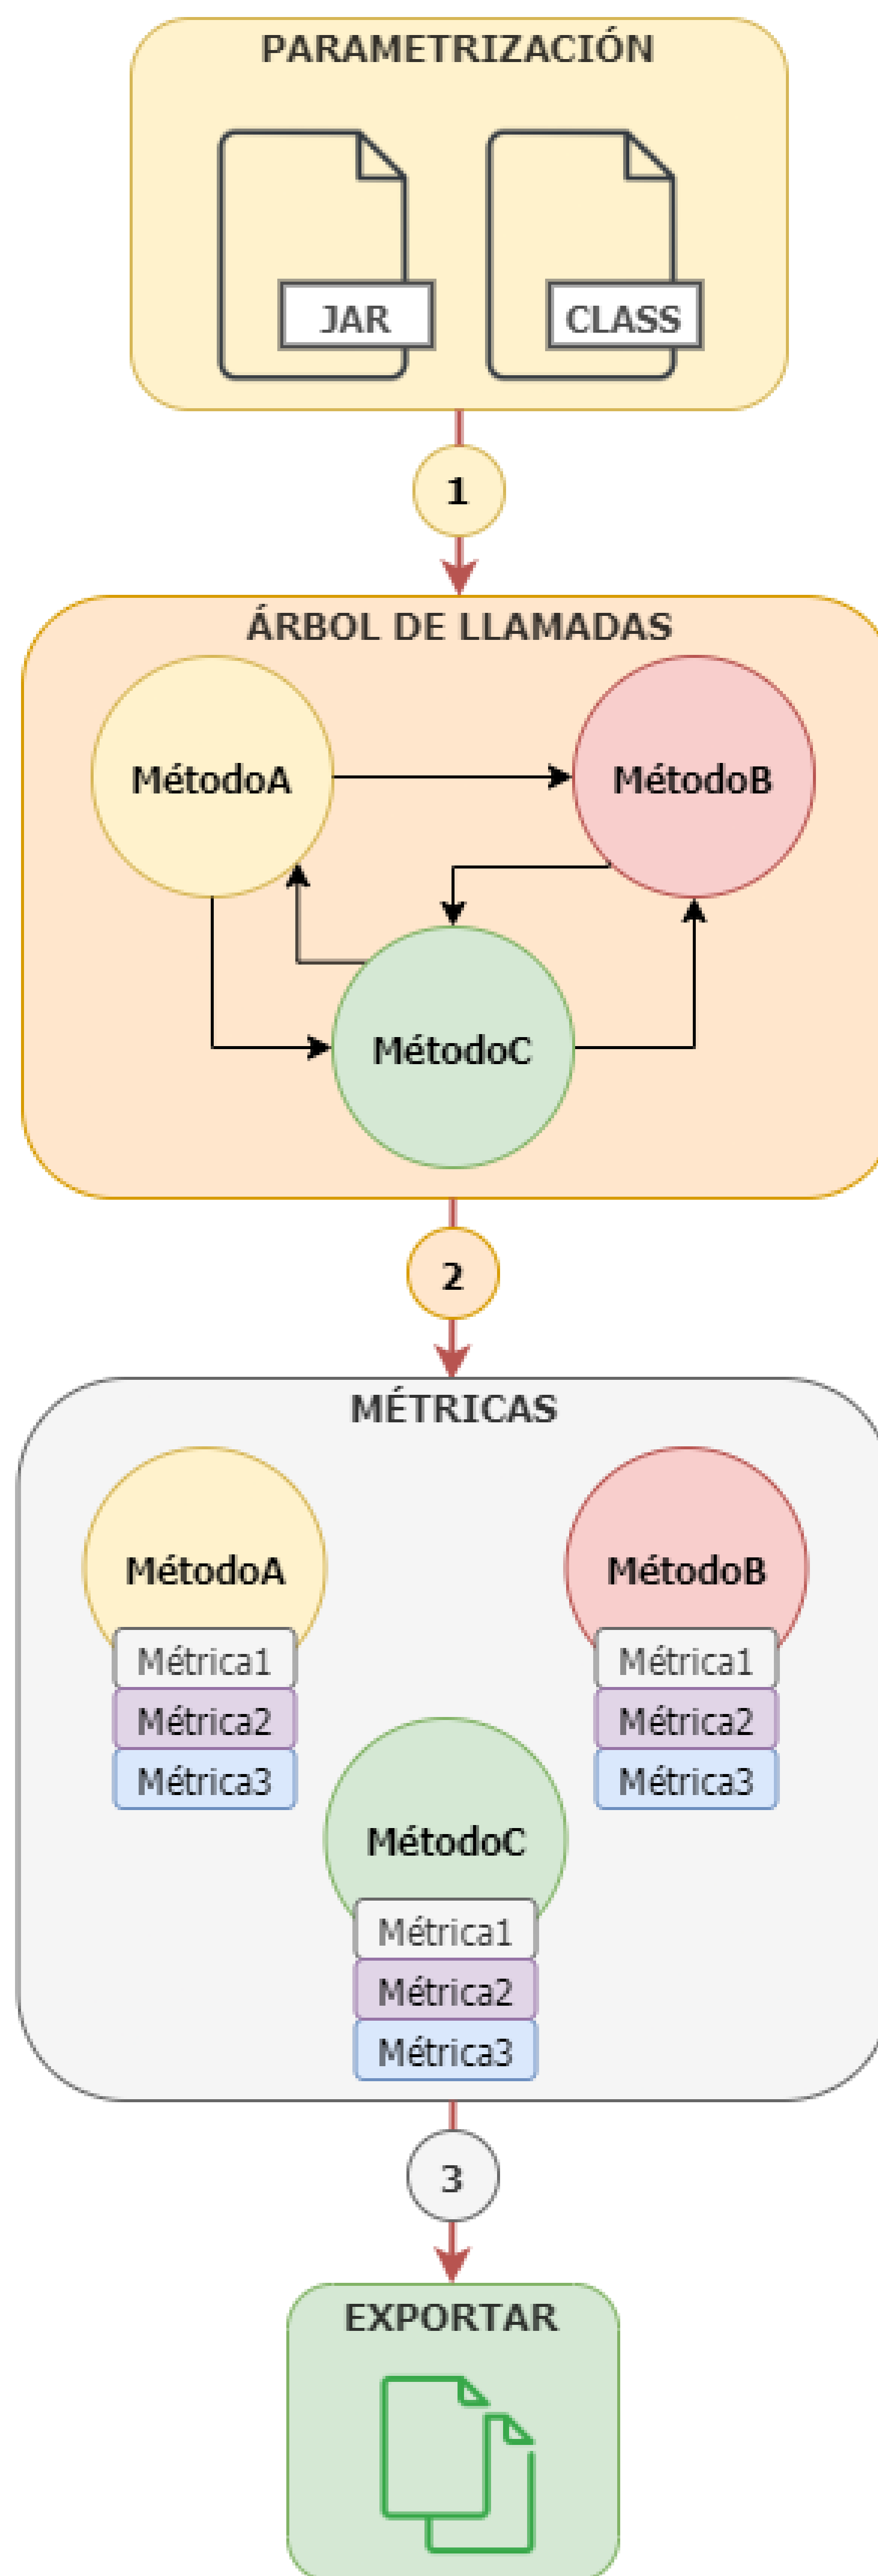 PARAMETRIZACIÓN
JAR
CLASS
1
ÁRBOL DE LLAMADAS
MétodoA
MétodoB
MétodoC
2
MÉTRICAS
MétodoA
Métrica1
Métrica2
Métrica3
MétodoB
Métrica1
Métrica2
Métrica3
MétodoC
Métrica1
Métrica2
Métrica3
3
EXPORTAR